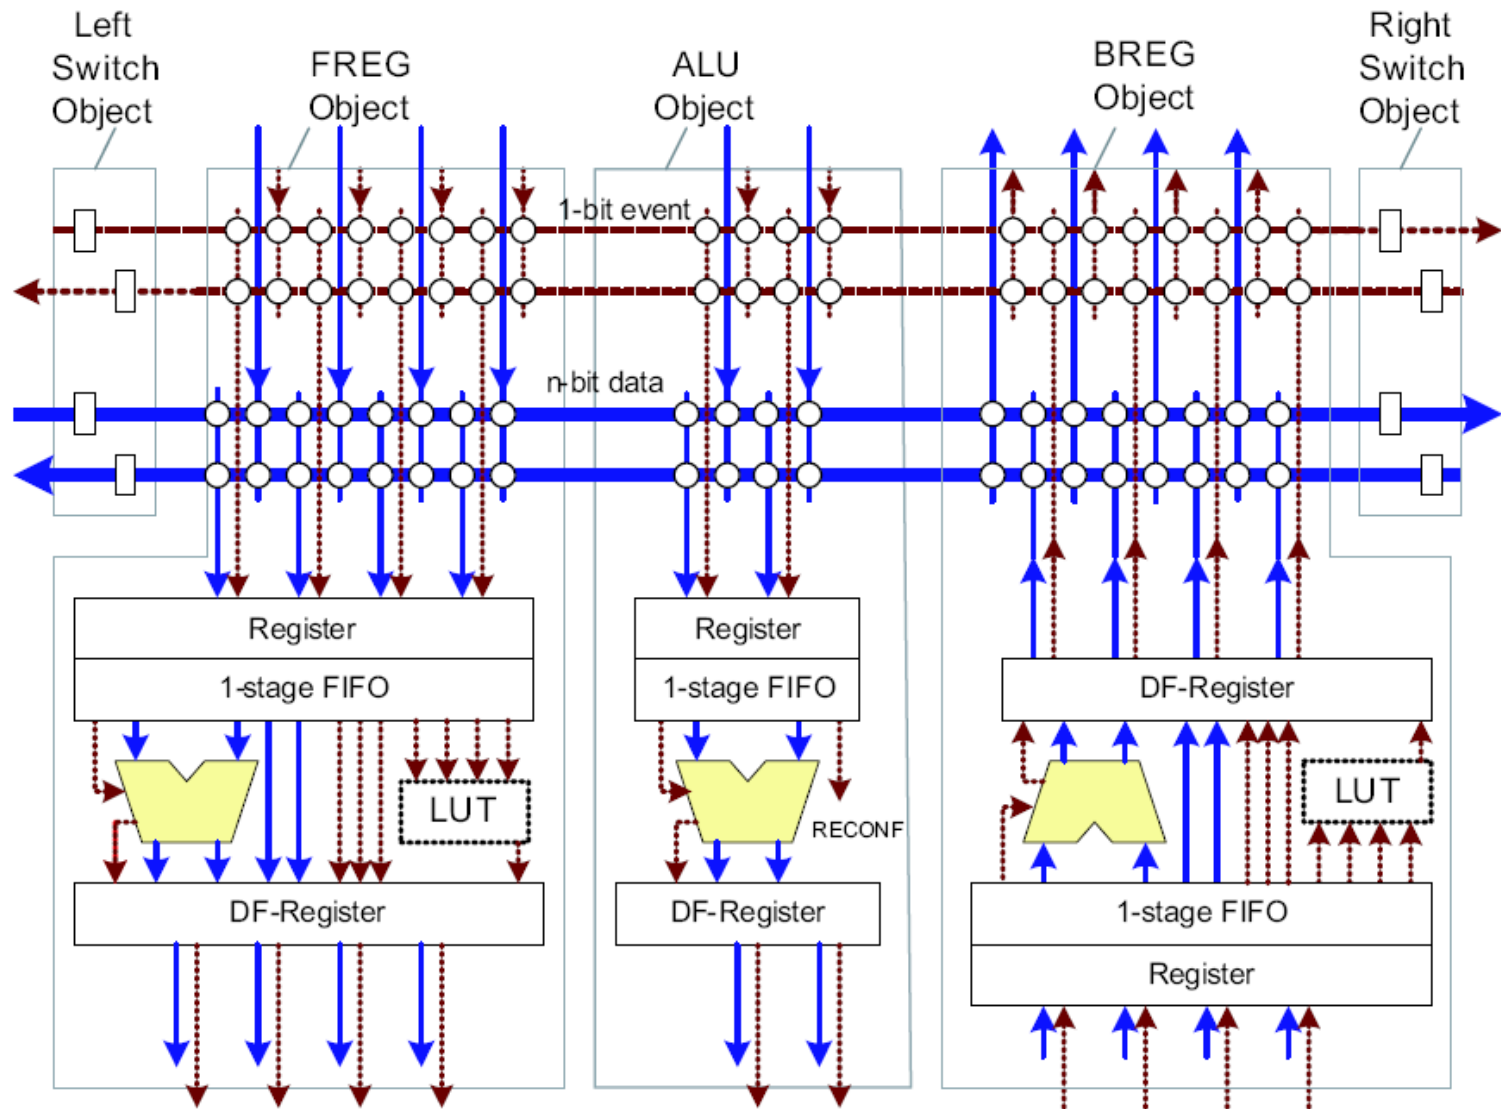 Left
Switch
Object
FREG
Object
ALU
Object
BREG
Object
Right
Switch
Object
1-bit event
n-bit data
Register
1-stage FIFO
LUT
DF-Register
Register
1-stage FIFO
RECONF
DF-Register
DF-Register
LUT
1-stage FIFO
Register